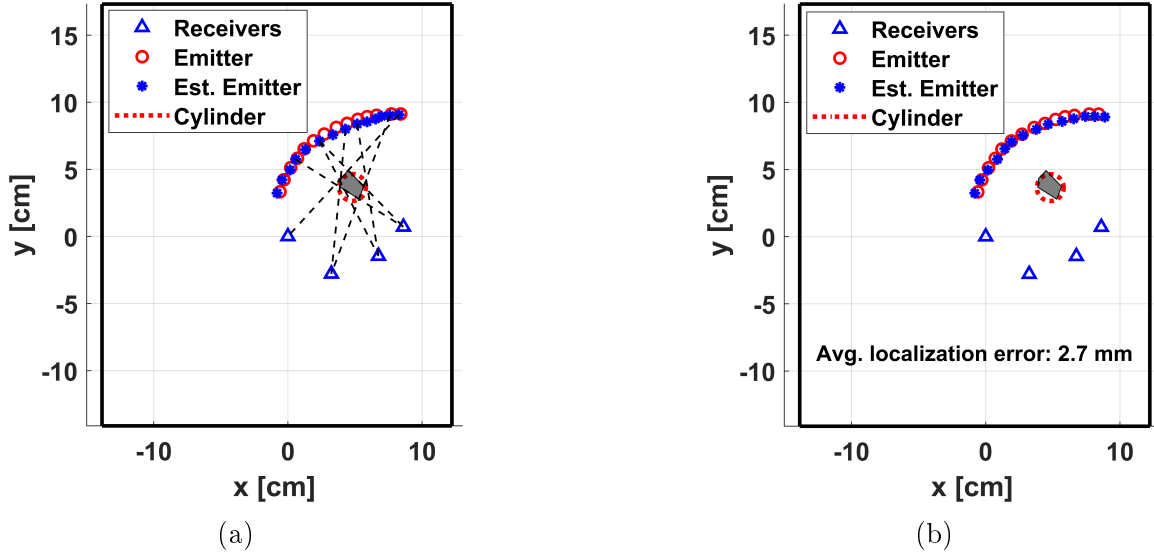 Receivers
Emitter
Est. Emitter
Cylinder
15
10
5
0
-5
-10
y [cm]
-10
0
10
x [cm]
(a)
Receivers
Emitter
Est. Emitter
Cylinder
15
10
5
0
-5
-10
y [cm]
Avg. localization error: 2.7 mm
-10
0
10
x [cm]
(b)